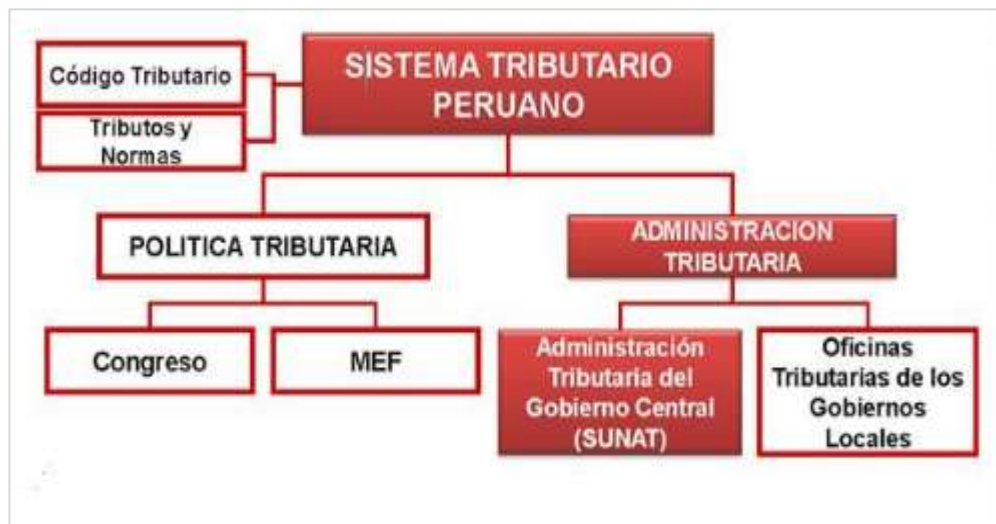 SISTEMA TRIBUTARIO
PERUANO
Código Tributario
Tributos y
Normas
POLITICA TRIBUTARIA
ADMINISTRACION
TRIBUTARIA
Congreso
MEF
Administración
Tributaria del
Gobierno Central
(SUNAT)
Oficinas
Tributarias de los
Gobiernos
Locales